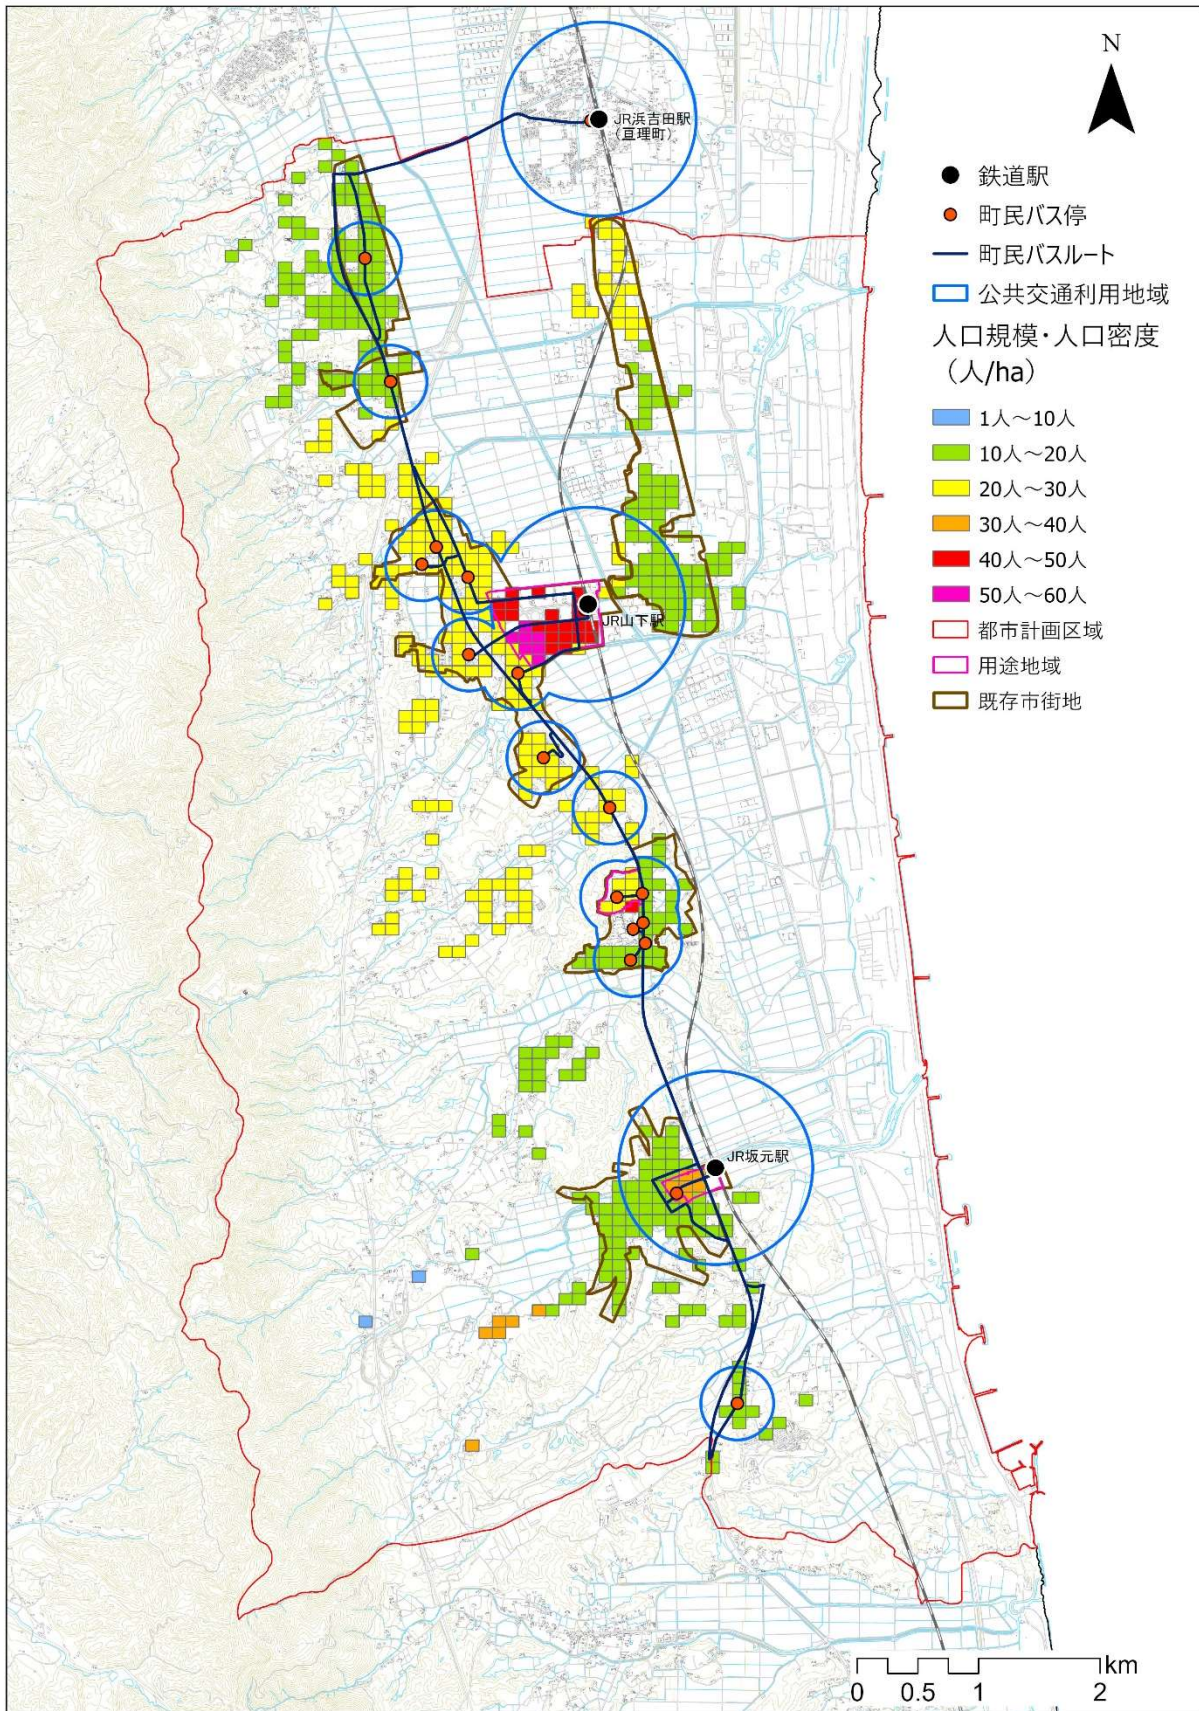 N
JR浜吉田駅
(亘理町)
鉄道駅
町民バス停
町民バスルート
公共交通利用地域
人口規模・人口密度
(人/ha)
1人～10人
10人～20人
20人～30人
30人～40人
40人～50人
50人～60人
都市計画区域
用途地域
既存市街地
JR山下駅
JR坂元駅
km
0 0.5 1 2